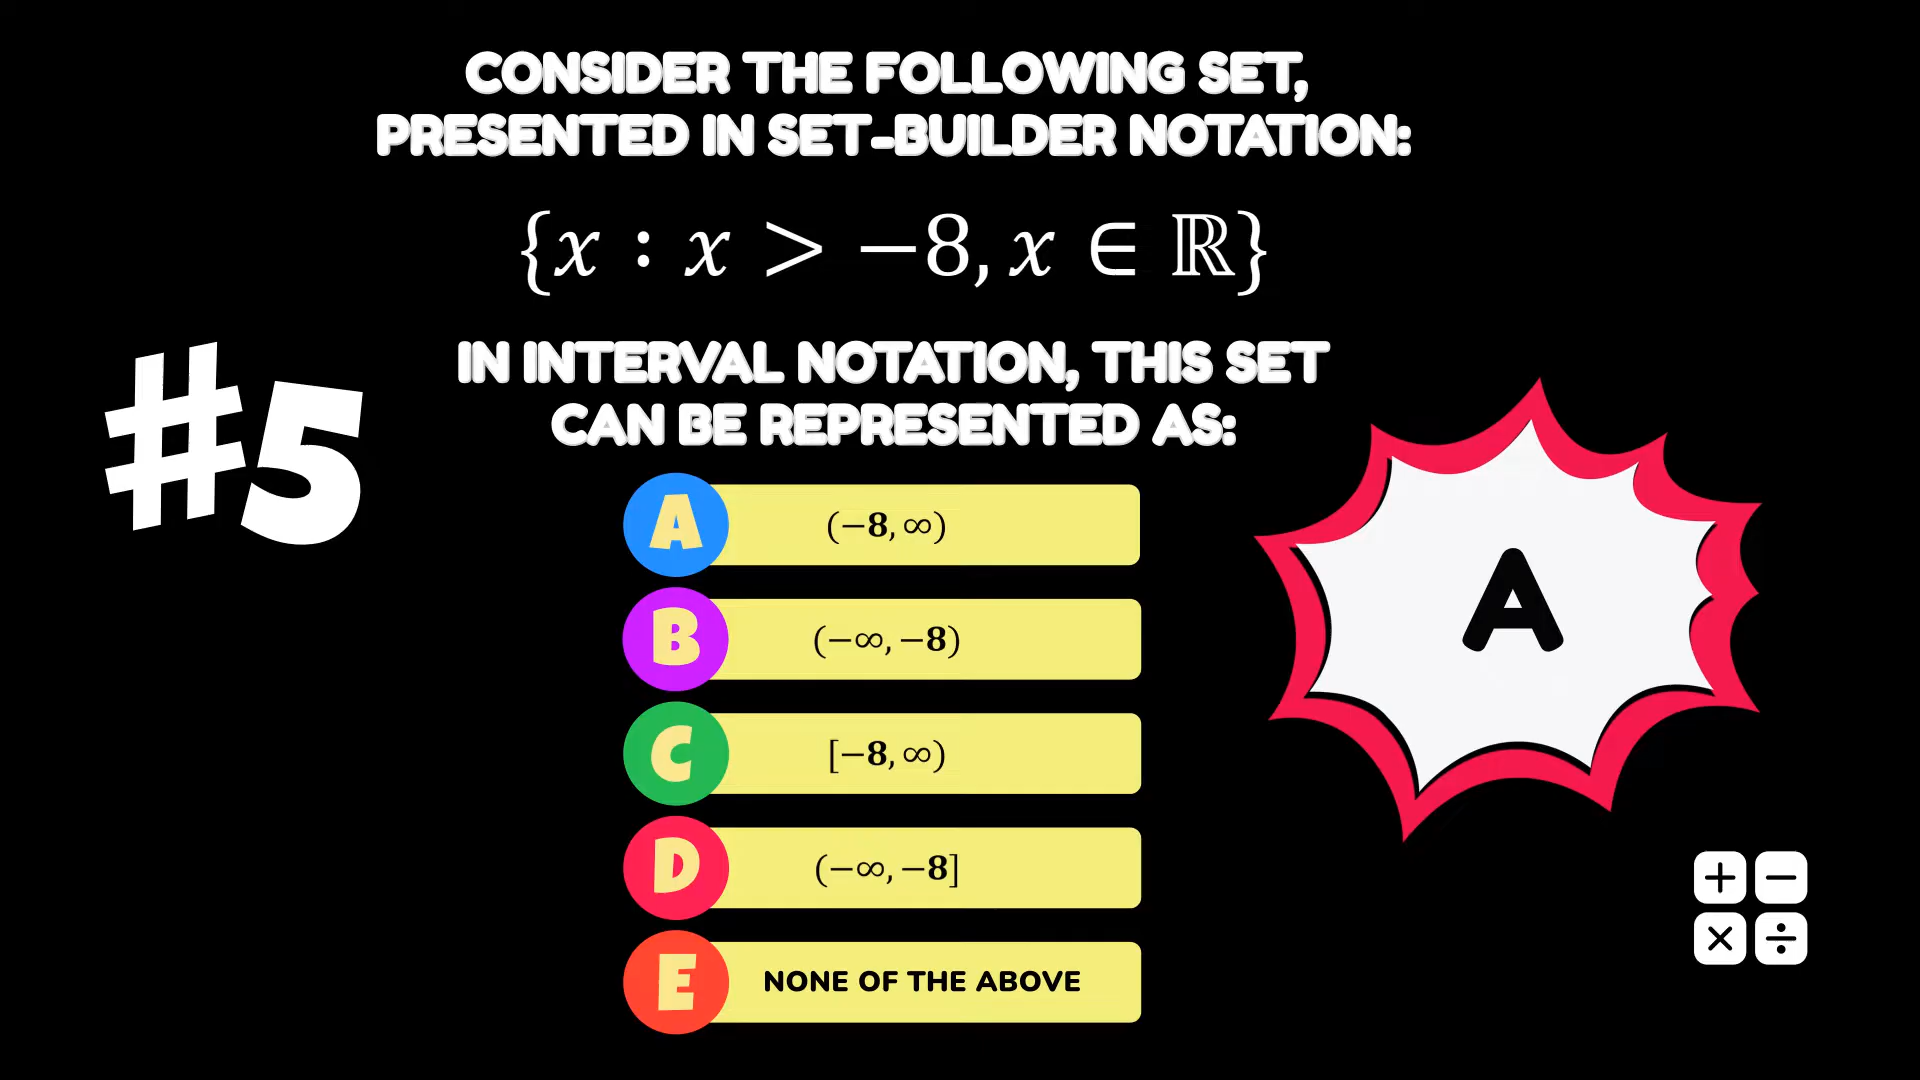 CONSIDER THE FOLLOWING SET,
PRESENTED IN SET-BUILDER NOTATION:
{x : x > −8, x ∈ ℝ}
#5
IN INTERVAL NOTATION, THIS SET
CAN BE REPRESENTED AS:
A (−8, ∞)
B (−∞, −8)
C [−8, ∞)
D (−∞, −8]
E NONE OF THE ABOVE
A
+ −
× ÷